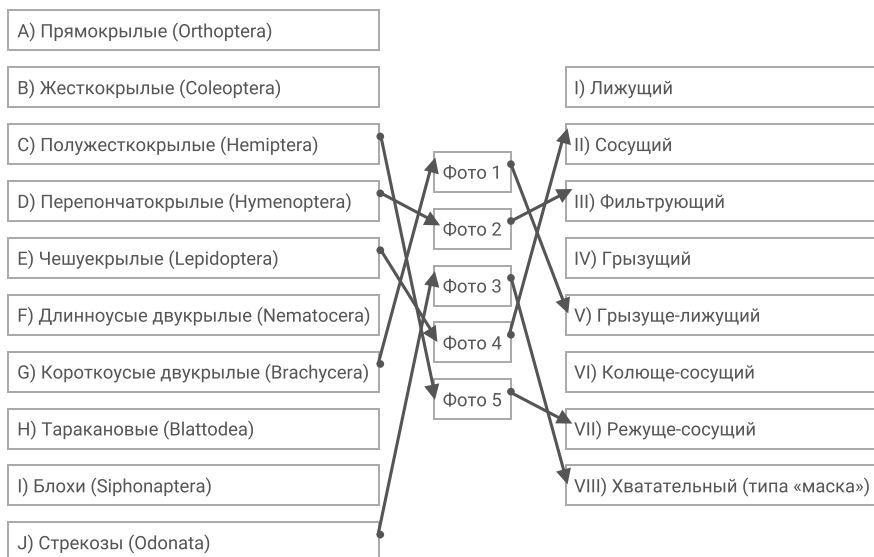 A) Прямокрылые (Orthoptera)
B) Жесткокрылые (Coleoptera)
C) Полужесткокрылые (Hemiptera)
D) Перепончатокрылые (Hymenoptera)
E) Чешуекрылые (Lepidoptera)
F) Длинноусые двукрылые (Nematocera)
G) Короткоусые двукрылые (Brachycera)
H) Таракановые (Blattodea)
I) Блохи (Siphonaptera)
J) Стрекозы (Odonata)
Фото 1
Фото 2
Фото 3
Фото 4
Фото 5
I) Лижущий
II) Сосущий
III) Фильтрующий
IV) Грызущий
V) Грызуще-лижущий
VI) Колюще-сосущий
VII) Режуще-сосущий
VIII) Хватательный (типа «маска»)